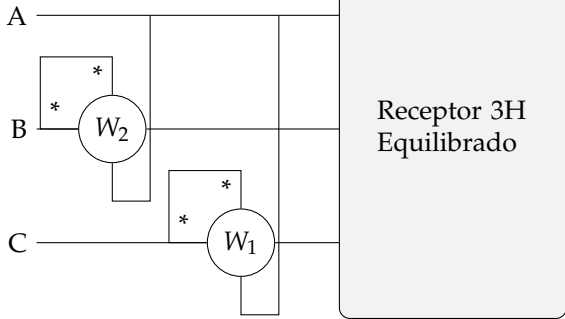 A
*
*
B
W₂
Receptor 3H
Equilibrado
*
*
C
W₁